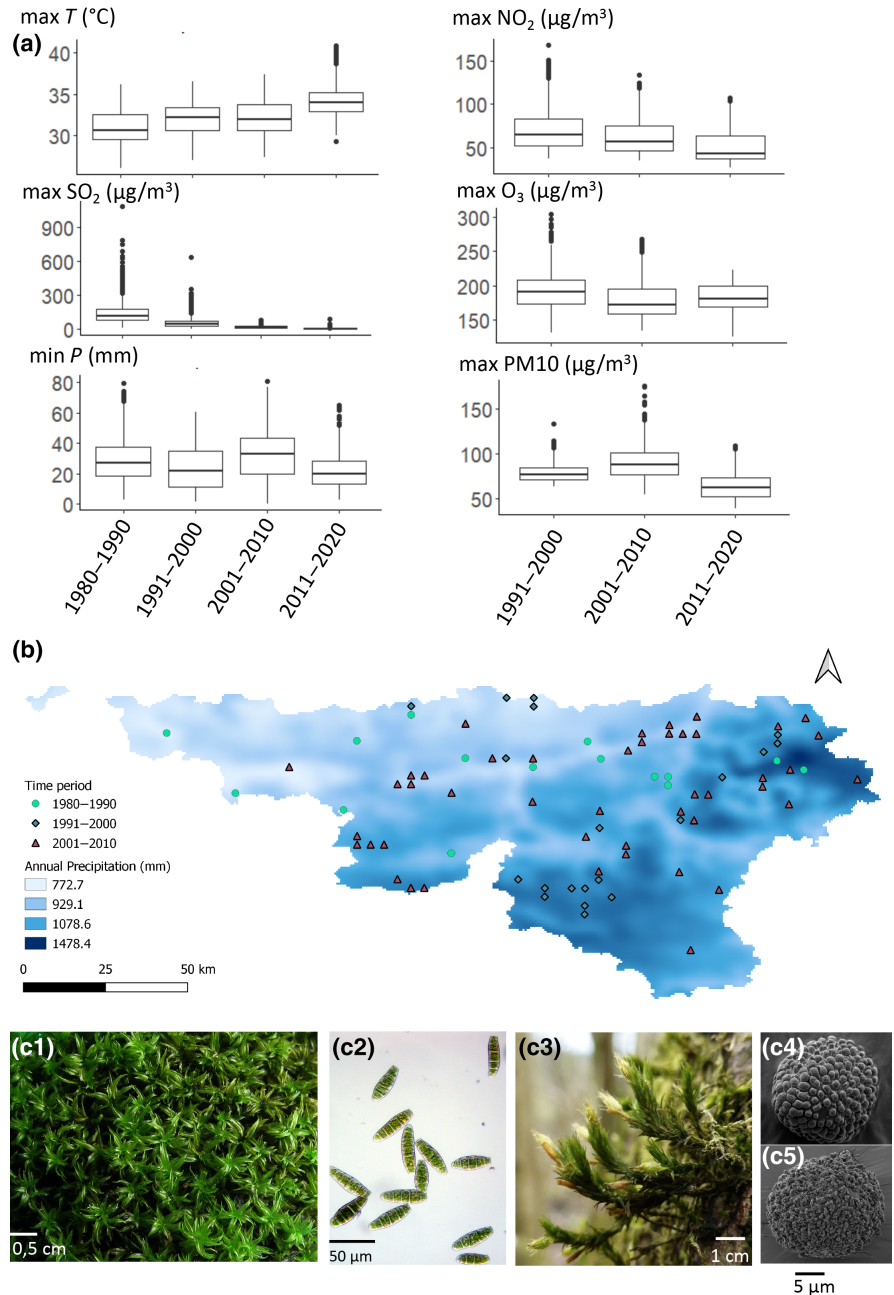 max T (°C)
(a)
40
35
30
max NO₂ (µg/m³)
150
100
50
max SO₂ (µg/m³)
900
600
300
0
max O₃ (µg/m³)
300
250
200
150
min P (mm)
80
60
40
20
0
max PM10 (µg/m³)
150
100
50
1980–1990
1991–2000
2001–2010
2011–2020
1991–2000
2001–2010
2011–2020
(b)
Time period
1980–1990
1991–2000
2001–2010
Annual Precipitation (mm)
772.7
929.1
1078.6
1478.4
0 25 50 km
(c1)
0,5 cm
(c2)
50 µm
(c3)
1 cm
(c4)
(c5)
5 µm